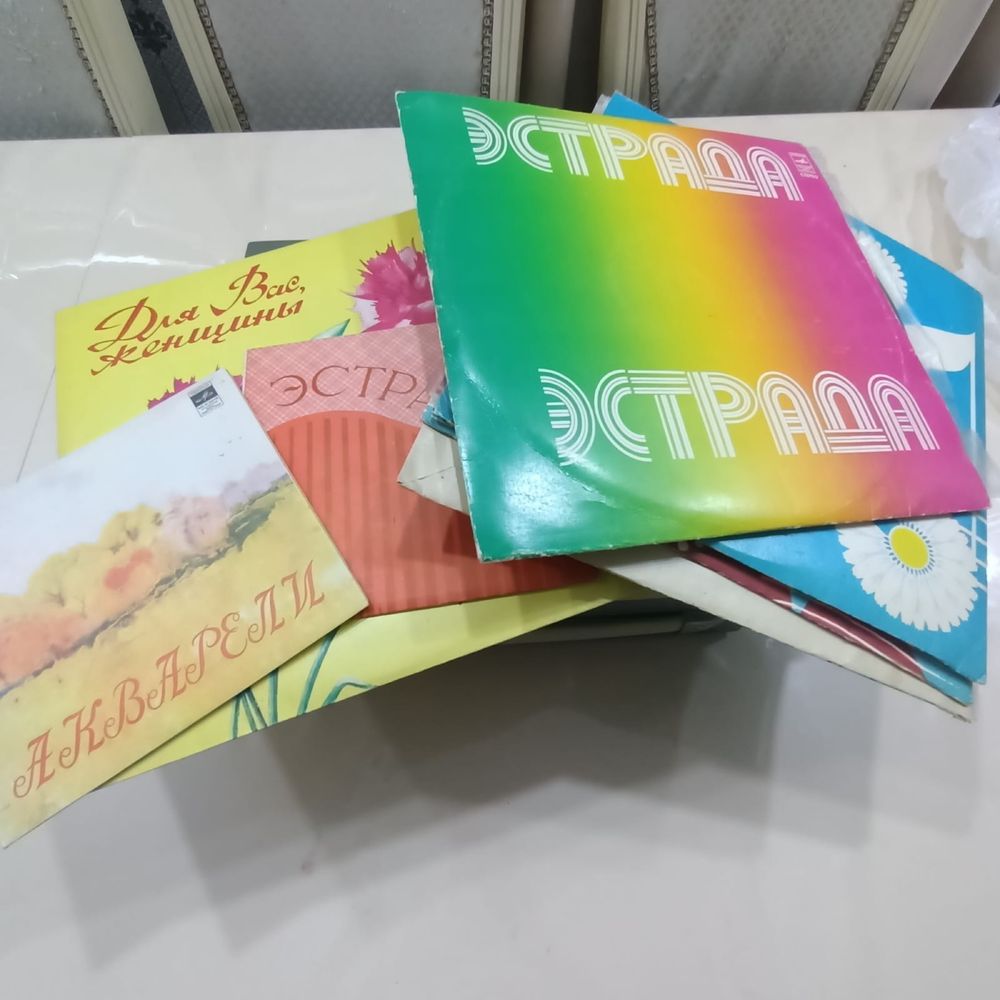 ЭСТРАДА
ЭСТРАДА
Для Вас,
женщины
ЭСТРА
АКВАРЕЛИ